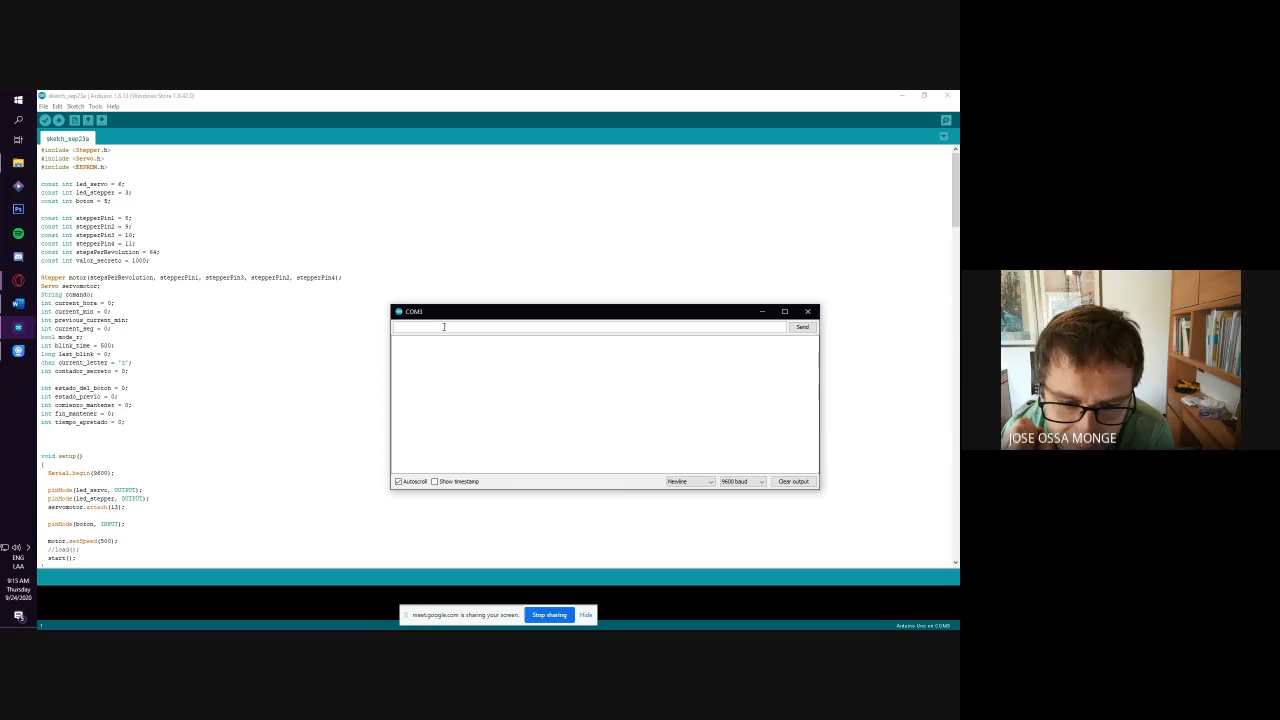 sketch_sep23a | Arduino 1.8.13 (Windows Store 1.8.42.0)
File Edit Sketch Tools Help
sketch_sep23a
#include <Stepper.h>
#include <Servo.h>
#include <EEPROM.h>
const int led_servo = 6;
const int led_stepper = 3;
const int boton = 5;
const int stepperPin1 = 8;
const int stepperPin2 = 9;
const int stepperPin3 = 10;
const int stepperPin4 = 11;
const int stepsPerRevolution = 64;
const int valor_secreto = 1000;
Stepper motor(stepsPerRevolution, stepperPin1, stepperPin3, stepperPin2, stepperPin4);
Servo servomotor;
String comando;
int current_hora = 0;
int current_min = 0;
int previous_current_min;
int current_seg = 0;
bool mode_r;
int blink_time = 500;
long last_blink = 0;
char current_letter = 'z';
int contador_secreto = 0;
int estado_del_boton = 0;
int estado_previo = 0;
int comienzo_mantener = 0;
int fin_mantener = 0;
int tiempo_apretado = 0;
void setup()
{
Serial.begin(9600);
pinMode(led_servo, OUTPUT);
pinMode(led_stepper, OUTPUT);
servomotor.attach(13);
pinMode(boton, INPUT);
motor.setSpeed(500);
//load();
start();
COM3
Send
Autoscroll Show timestamp Newline 9600 baud Clear output
JOSE OSSA MONGE
ENG
LAA
9:15 AM
Thursday
9/24/2020
meet.google.com is sharing your screen. Stop sharing Hide
1 Arduino Uno on COM3